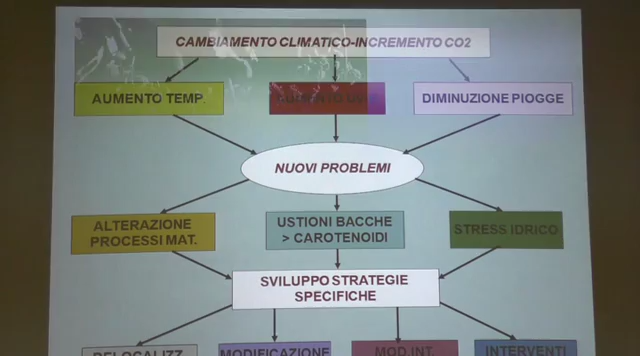 CAMBIAMENTO CLIMATICO-INCREMENTO CO2
AUMENTO TEMP.
AUMENTO
DIMINUZIONE PIOGGE
NUOVI PROBLEMI
ALTERAZIONE
PROCESSI MAT.
USTIONI BACCHE
> CAROTENOIDI
STRESS IDRICO
SVILUPPO STRATEGIE
SPECIFICHE
MODIFICAZIONE
MOD.INT.
INTERVENTI